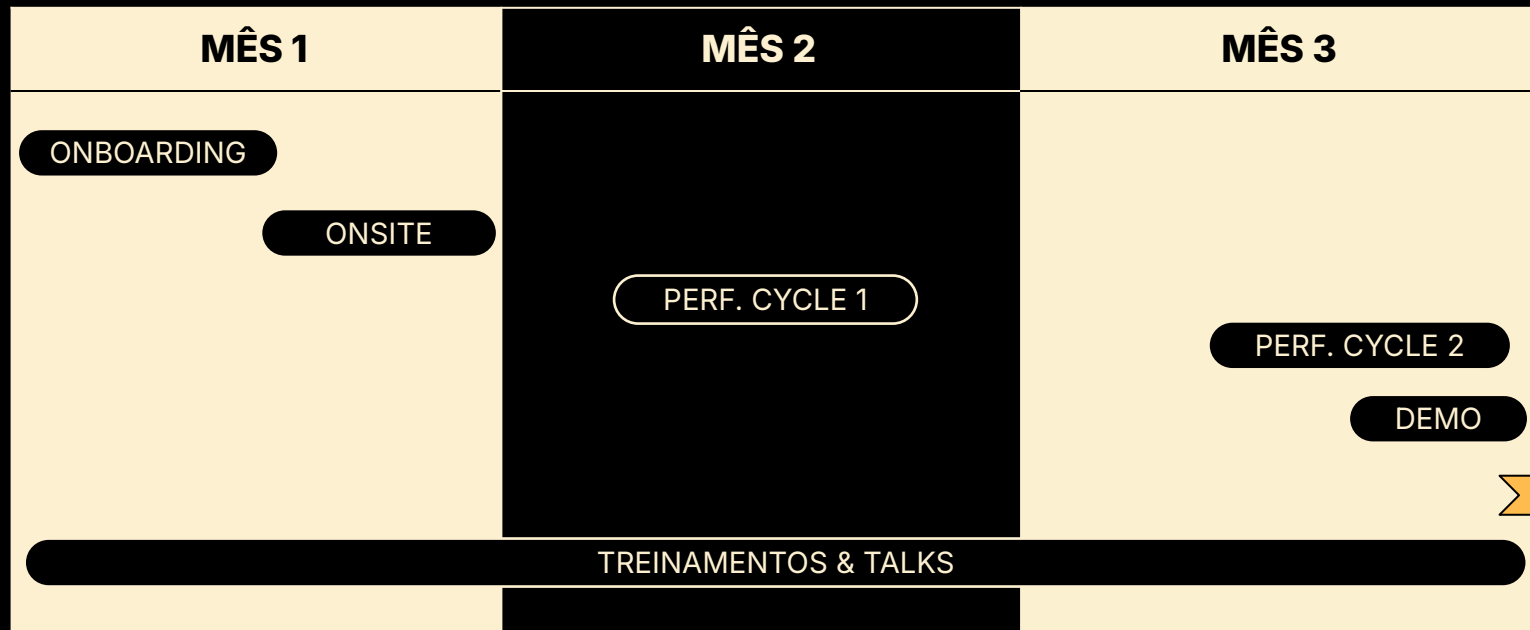 MÊS 1
MÊS 2
MÊS 3
ONBOARDING
ONSITE
PERF. CYCLE 1
PERF. CYCLE 2
DEMO
TREINAMENTOS & TALKS